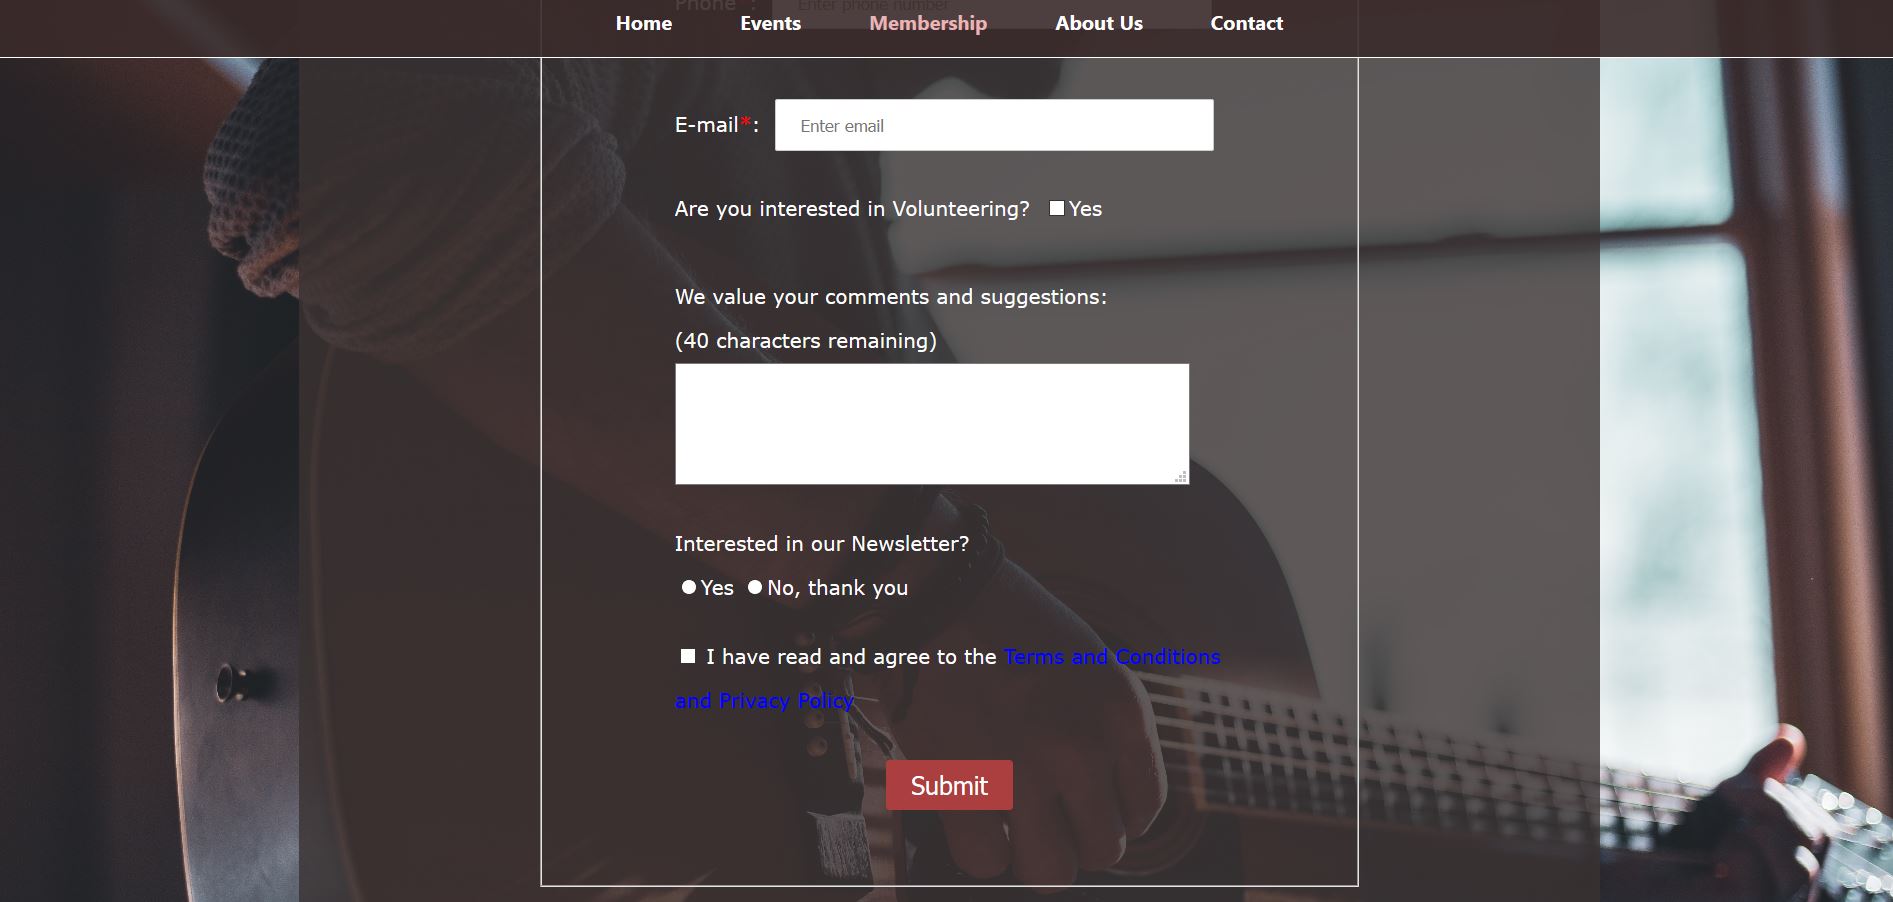 Phone*:
Enter phone number
Home Events Membership About Us Contact
E-mail*: Enter email
Are you interested in Volunteering? Yes
We value your comments and suggestions:
(40 characters remaining)
Interested in our Newsletter?
Yes No, thank you
I have read and agree to the Terms and Conditions
and Privacy Policy
Submit